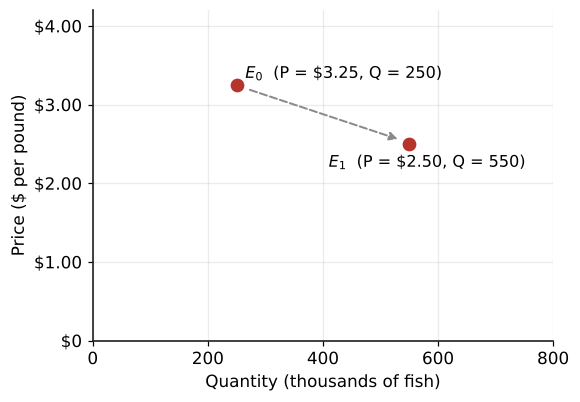 $4.00
E0 (P = $3.25, Q = 250)
$3.00
E1 (P = $2.50, Q = 550)
$2.00
$1.00
$0
Price ($ per pound)
0 200 400 600 800
Quantity (thousands of fish)